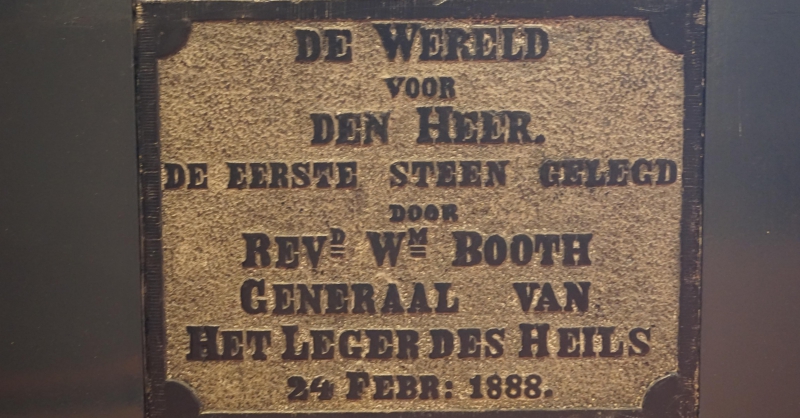 DE WERELD
VOOR
DEN HEER.
DE EERSTE STEEN GELEGD
DOOR
REVD WM BOOTH
GENERAAL VAN
HET LEGER DES HEILS
24 FEBR: 1888.